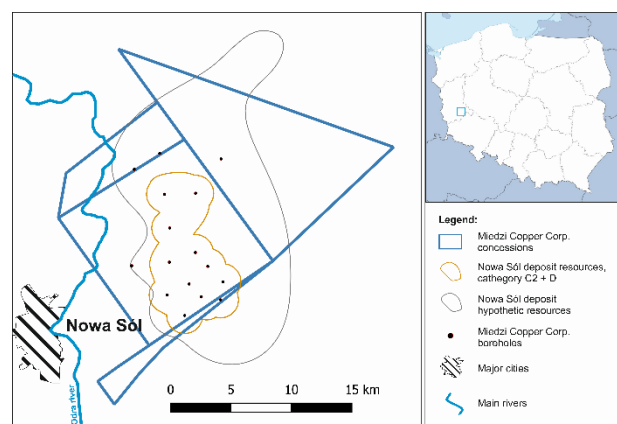 Nowa Sól
Odra river
0 5 10 15 km
Legend:
Miedzi Copper Corp.
concessions
Nowa Sól deposit resources,
cathegory C2 + D
Nowa Sól deposit
hypothetic resources
Miedzi Copper Corp.
boreholos
Major cities
Main rivers